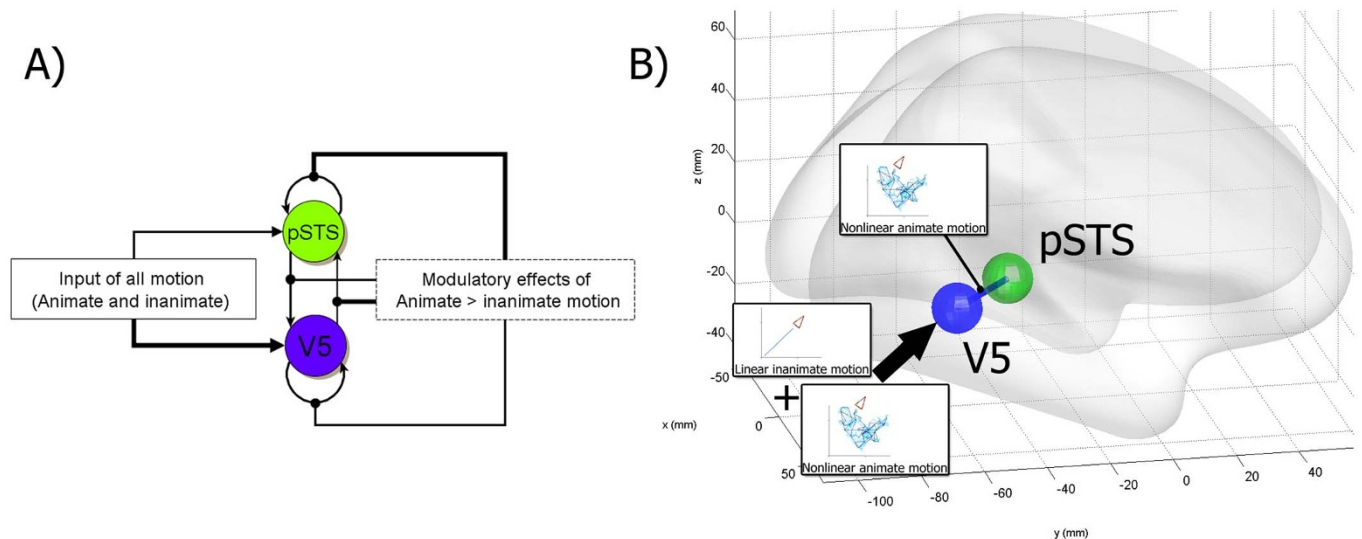 A)
pSTS
Input of all motion
(Animate and inanimate)
Modulatory effects of
Animate > inanimate motion
V5
B)
60
40
20
0
-20
-40
-50
z (mm)
Nonlinear animate motion
pSTS
V5
Linear inanimate motion
+
Nonlinear animate motion
x (mm)
0
50
-100
-80
-60
-40
-20
0
20
40
y (mm)